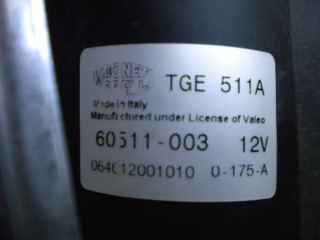 TGE 511A
Made in Italy
Manufactured under License of Valeo
60511-003 12V
064012001010 0-175-A